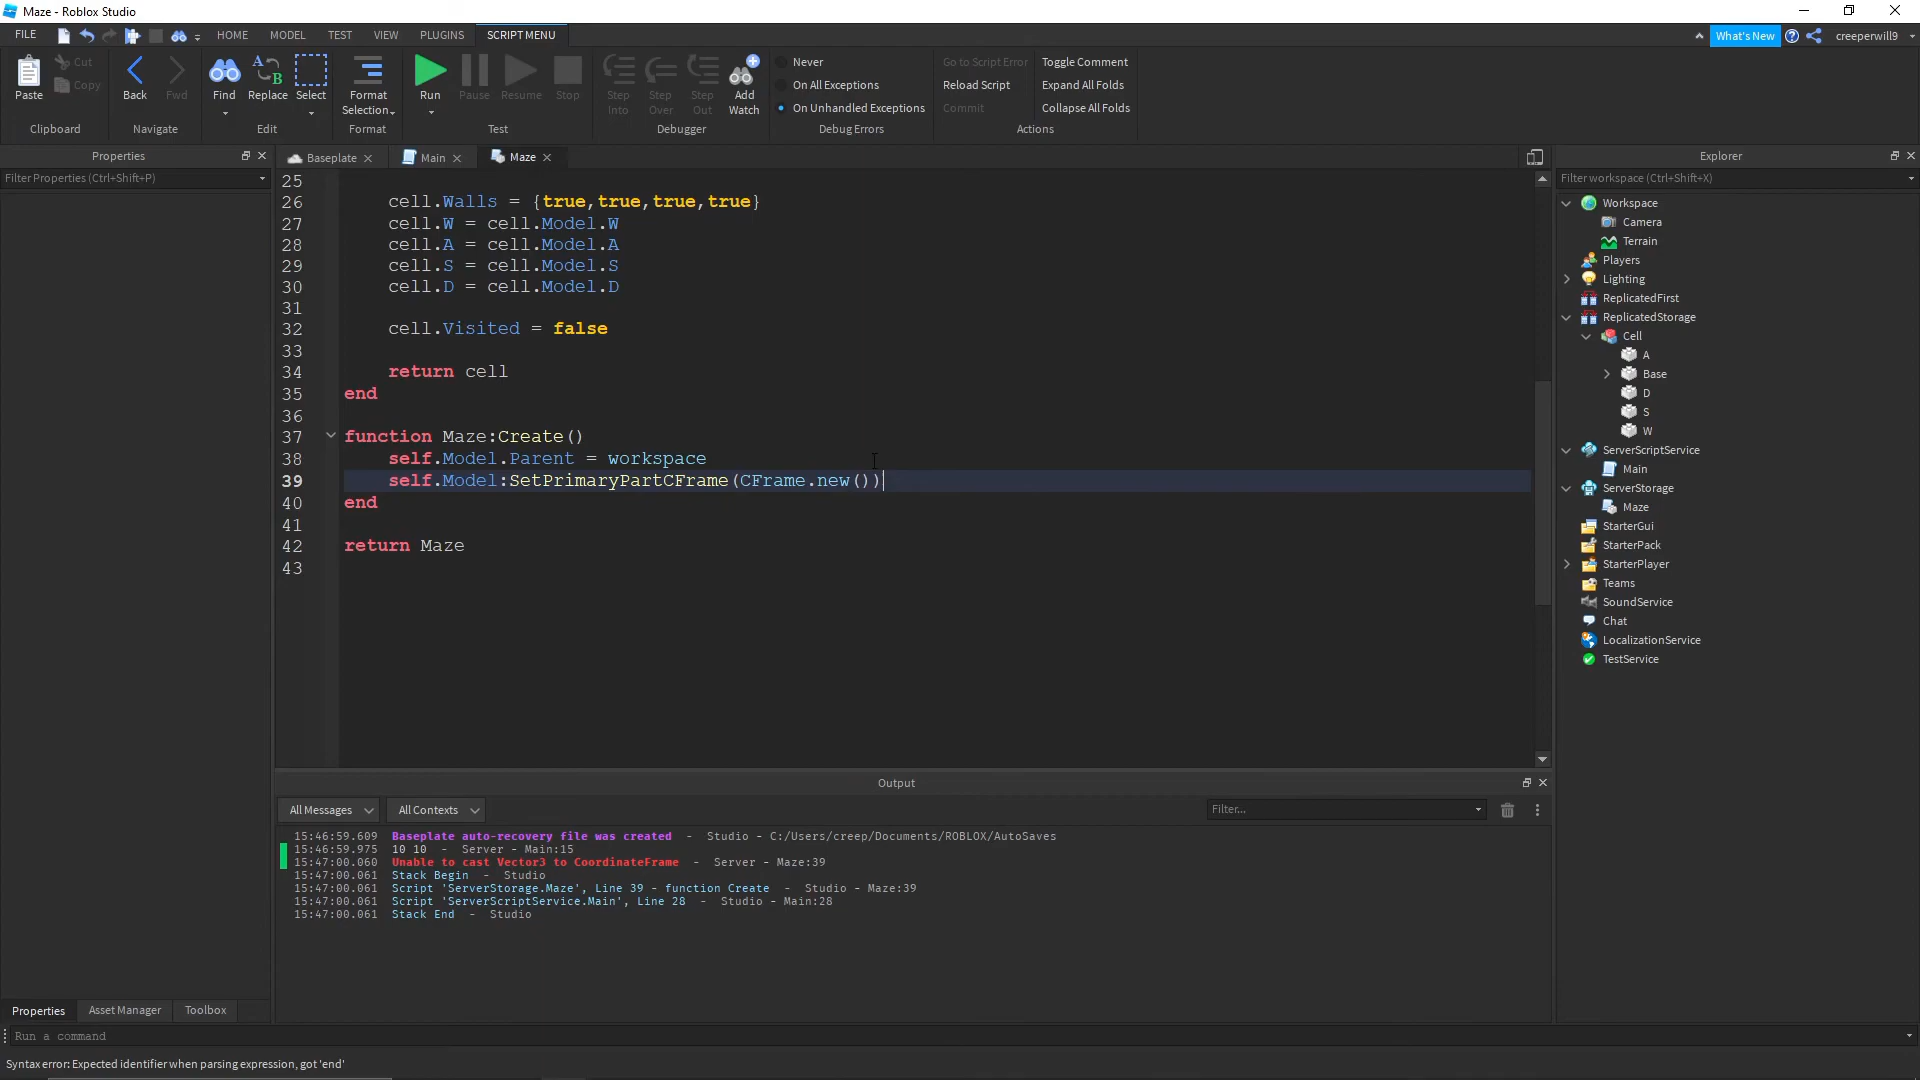 Maze - Roblox Studio
FILE HOME MODEL TEST VIEW PLUGINS SCRIPT MENU What's New creeperwill9
Cut
Copy
Paste Back Fwd Find Replace Select Format Selection Run Pause Resume Stop Step Into Step Over Step Out Add Watch
Never
On All Exceptions
On Unhandled Exceptions
Go to Script Error
Reload Script
Commit
Toggle Comment
Expand All Folds
Collapse All Folds
Clipboard Navigate Edit Format Test Debugger Debug Errors Actions
Properties
Filter Properties (Ctrl+Shift+P)
Baseplate Main Maze
25
26 cell.Walls = {true,true,true,true}
27 cell.W = cell.Model.W
28 cell.A = cell.Model.A
29 cell.S = cell.Model.S
30 cell.D = cell.Model.D
31
32 cell.Visited = false
33
34 return cell
35 end
36
37 function Maze:Create()
38 self.Model.Parent = workspace
39 self.Model:SetPrimaryPartCFrame(CFrame.new())
40 end
41
42 return Maze
43
Explorer
Filter workspace (Ctrl+Shift+X)
Workspace
Camera
Terrain
Players
Lighting
ReplicatedFirst
ReplicatedStorage
Cell
A
Base
D
S
W
ServerScriptService
Main
ServerStorage
Maze
StarterGui
StarterPack
StarterPlayer
Teams
SoundService
Chat
LocalizationService
TestService
Output
All Messages All Contexts Filter...
15:46:59.609 Baseplate auto-recovery file was created - Studio - C:/Users/creep/Documents/ROBLOX/AutoSaves
15:46:59.975 10 10 - Server - Main:15
15:47:00.060 Unable to cast Vector3 to CoordinateFrame - Server - Maze:39
15:47:00.061 Stack Begin - Studio
15:47:00.061 Script 'ServerStorage.Maze', Line 39 - function Create - Studio - Maze:39
15:47:00.061 Script 'ServerScriptService.Main', Line 28 - Studio - Main:28
15:47:00.061 Stack End - Studio
Properties Asset Manager Toolbox
Run a command
Syntax error: Expected identifier when parsing expression, got 'end'